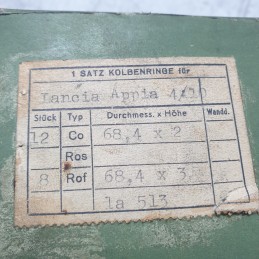 1 SATZ KOLBENRINGE für
Lancia Appia 4/10
Stück Typ Durchmess. x Höhe Wandd.
12 Co 68,4 x 2
Ros
8 Rof 68,4 x 3
la 513